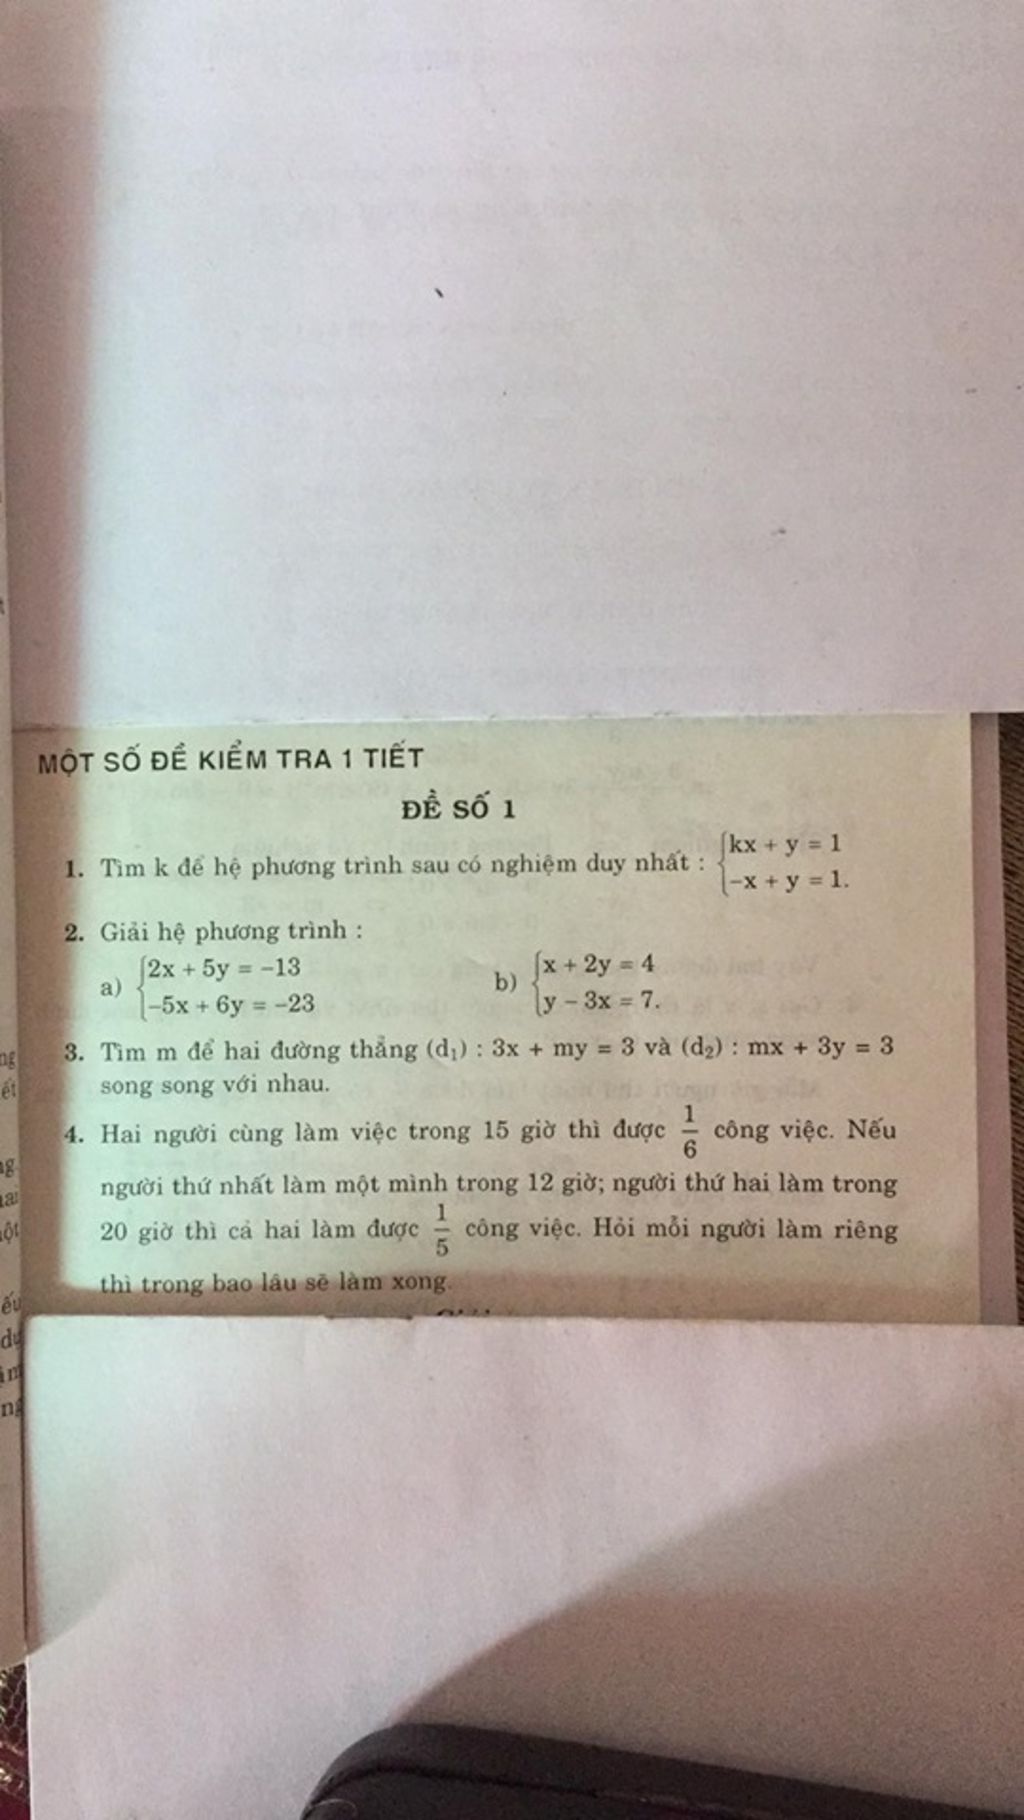 MỘT SỐ ĐỀ KIỂM TRA 1 TIẾT
ĐỀ SỐ 1
1. Tìm k để hệ phương trình sau có nghiệm duy nhất : {kx + y = 1
-x + y = 1.
2. Giải hệ phương trình :
a) {2x + 5y = -13
-5x + 6y = -23
b) {x + 2y = 4
y - 3x = 7.
3. Tìm m để hai đường thẳng (d₁) : 3x + my = 3 và (d₂) : mx + 3y = 3
song song với nhau.
4. Hai người cùng làm việc trong 15 giờ thì được 1/6 công việc. Nếu
người thứ nhất làm một mình trong 12 giờ; người thứ hai làm trong
20 giờ thì cả hai làm được 1/5 công việc. Hỏi mỗi người làm riêng
thì trong bao lâu sẽ làm xong.